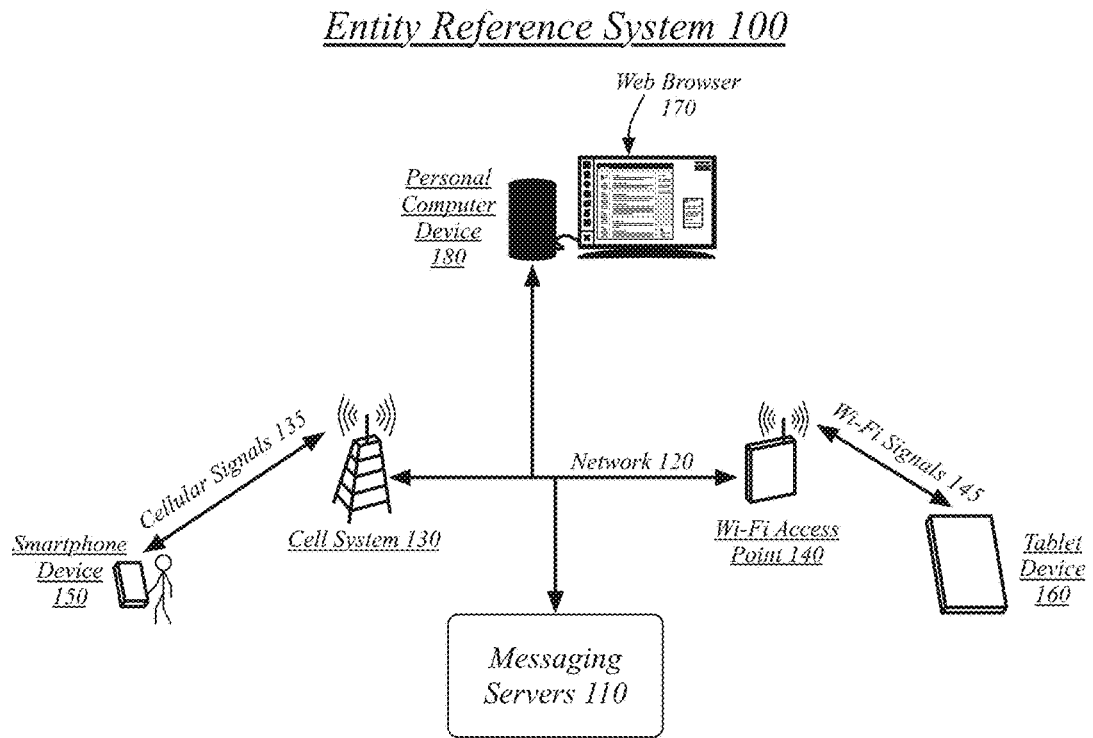 Entity Reference System 100
Web Browser
170
Personal
Computer
Device
180
Cellular Signals 135
Network 120
Wi-Fi Signals 145
Smartphone
Device
150
Cell System 130
Wi-Fi Access
Point 140
Tablet
Device
160
Messaging
Servers 110